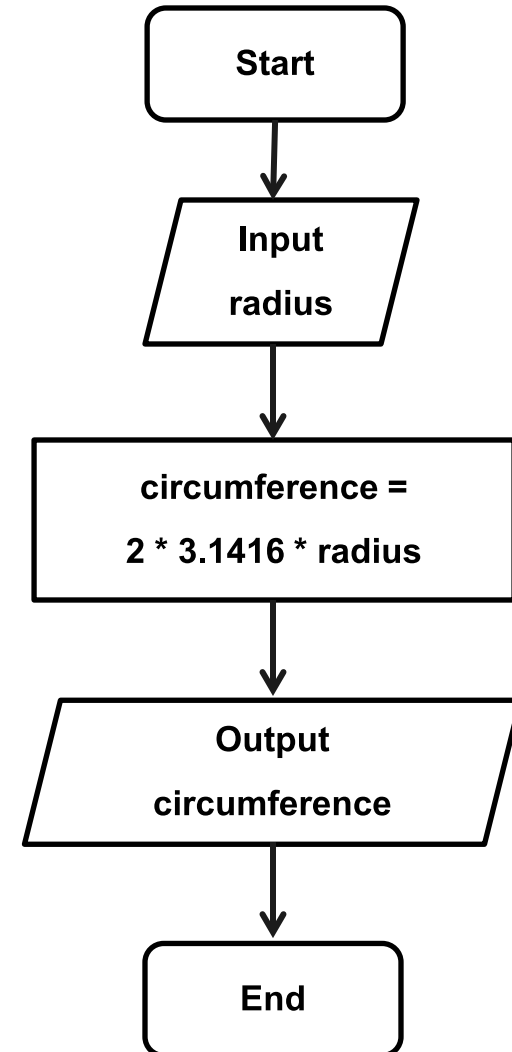 Start
Input
radius
circumference =
2 * 3.1416 * radius
Output
circumference
End